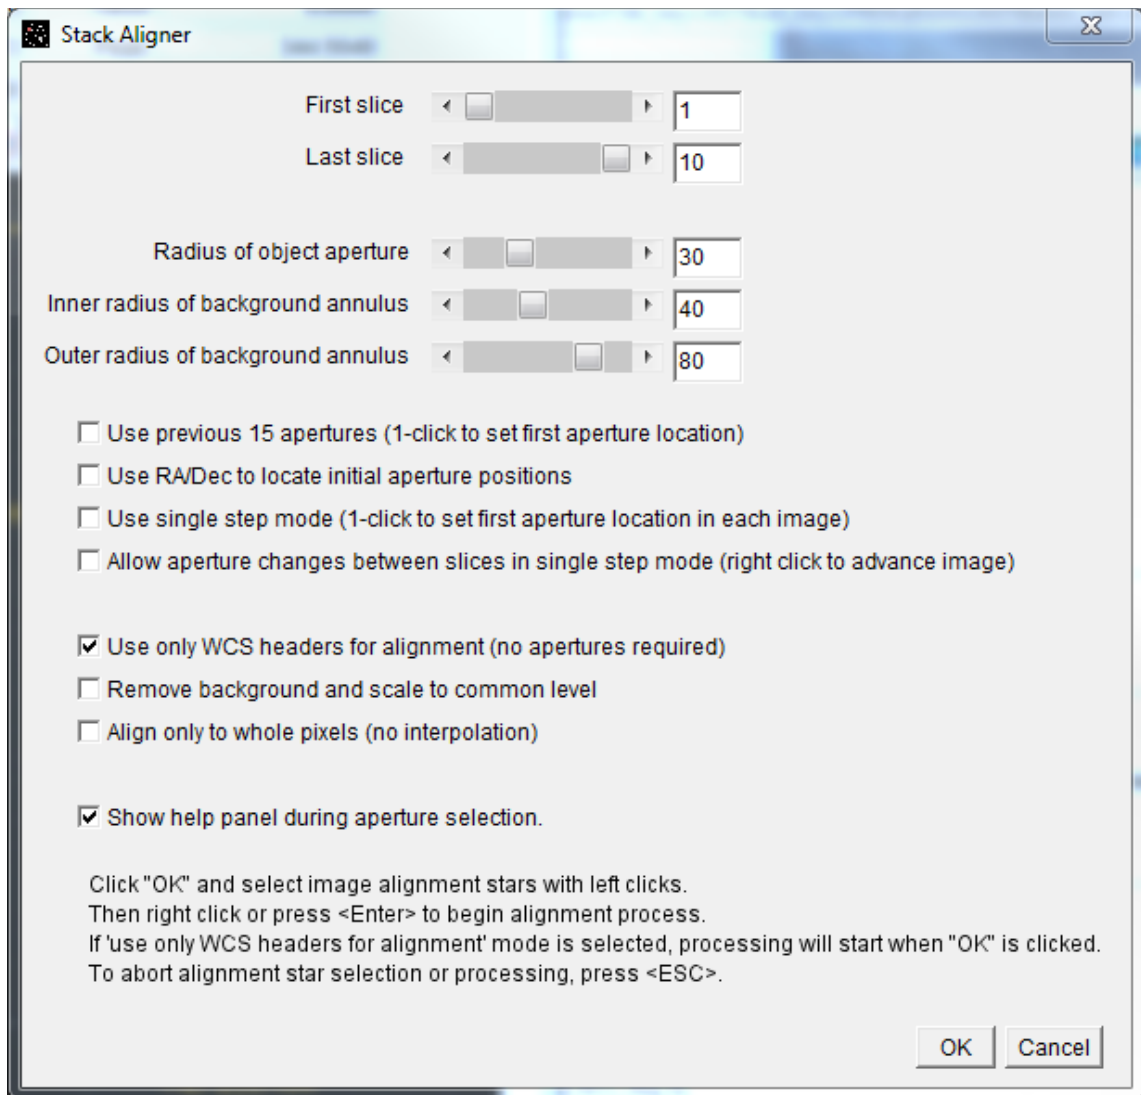 Stack Aligner
First slice 1
Last slice 10
Radius of object aperture 30
Inner radius of background annulus 40
Outer radius of background annulus 80
Use previous 15 apertures (1-click to set first aperture location)
Use RA/Dec to locate initial aperture positions
Use single step mode (1-click to set first aperture location in each image)
Allow aperture changes between slices in single step mode (right click to advance image)
Use only WCS headers for alignment (no apertures required)
Remove background and scale to common level
Align only to whole pixels (no interpolation)
Show help panel during aperture selection.
Click "OK" and select image alignment stars with left clicks.
Then right click or press <Enter> to begin alignment process.
If 'use only WCS headers for alignment' mode is selected, processing will start when "OK" is clicked.
To abort alignment star selection or processing, press <ESC>.
OK Cancel